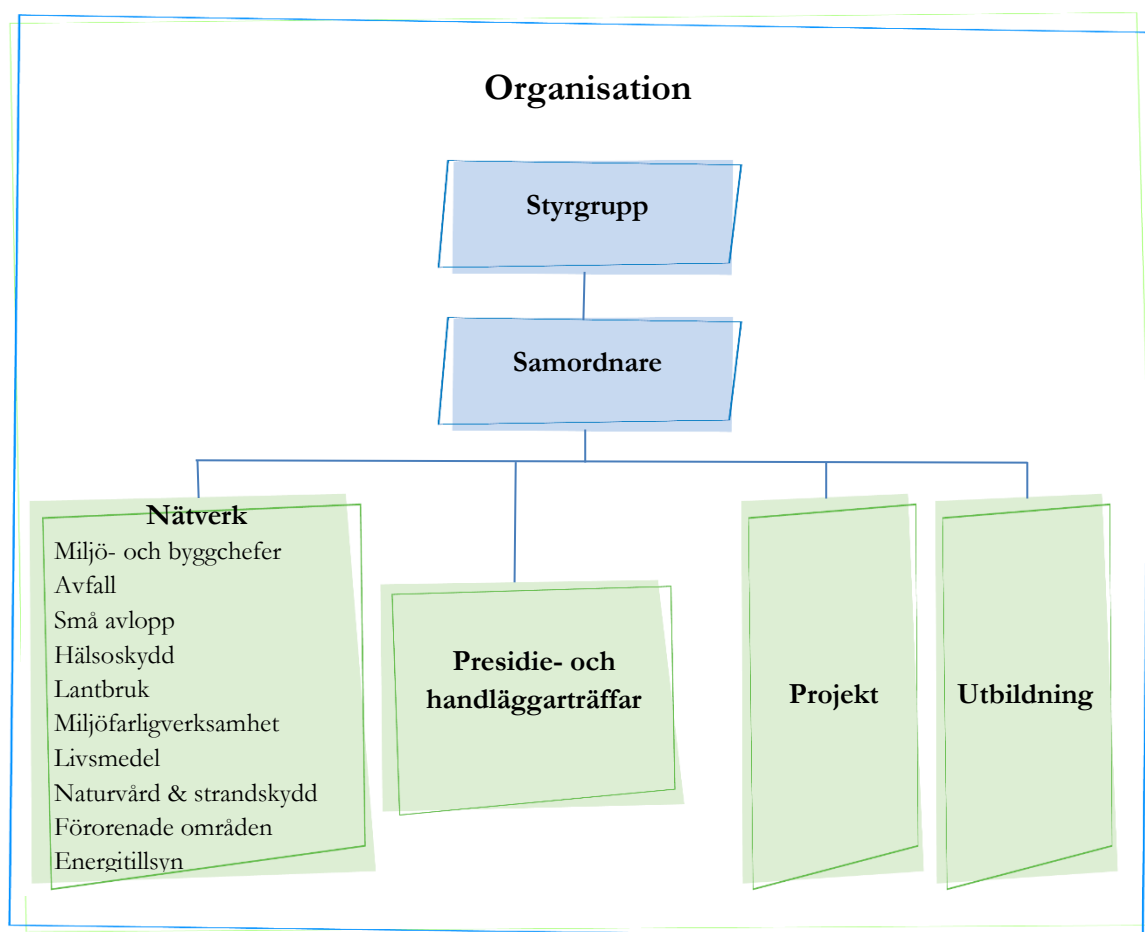 Organisation
Styrgrupp
Samordnare
Nätverk
Miljö- och byggchefer
Avfall
Små avlopp
Hälsoskydd
Lantbruk
Miljöfarligverksamhet
Livsmedel
Naturvård & strandskydd
Förorenade områden
Energitillsyn
Presidie- och
handläggarträffar
Projekt
Utbildning